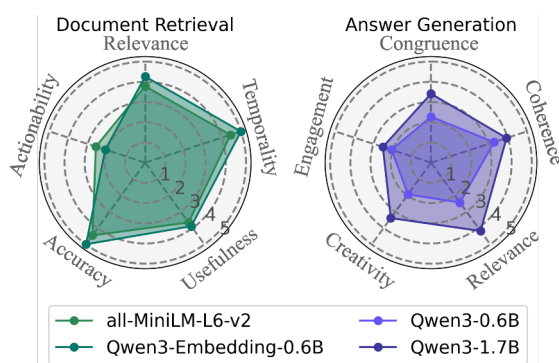 Document Retrieval
Relevance
Temporality
Usefulness
Accuracy
Actionability
1
2
3
4
5
Answer Generation
Congruence
Coherence
Relevance
Creativity
Engagement
1
2
3
4
5
all-MiniLM-L6-v2
Qwen3-Embedding-0.6B
Qwen3-0.6B
Qwen3-1.7B